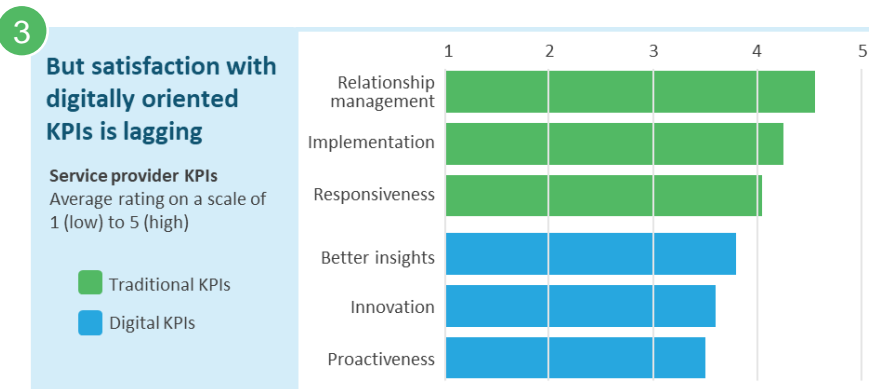 3
But satisfaction with
digitally oriented
KPIs is lagging
Service provider KPIs
Average rating on a scale of
1 (low) to 5 (high)
Traditional KPIs
Digital KPIs
1 2 3 4 5
Relationship
management
Implementation
Responsiveness
Better insights
Innovation
Proactiveness